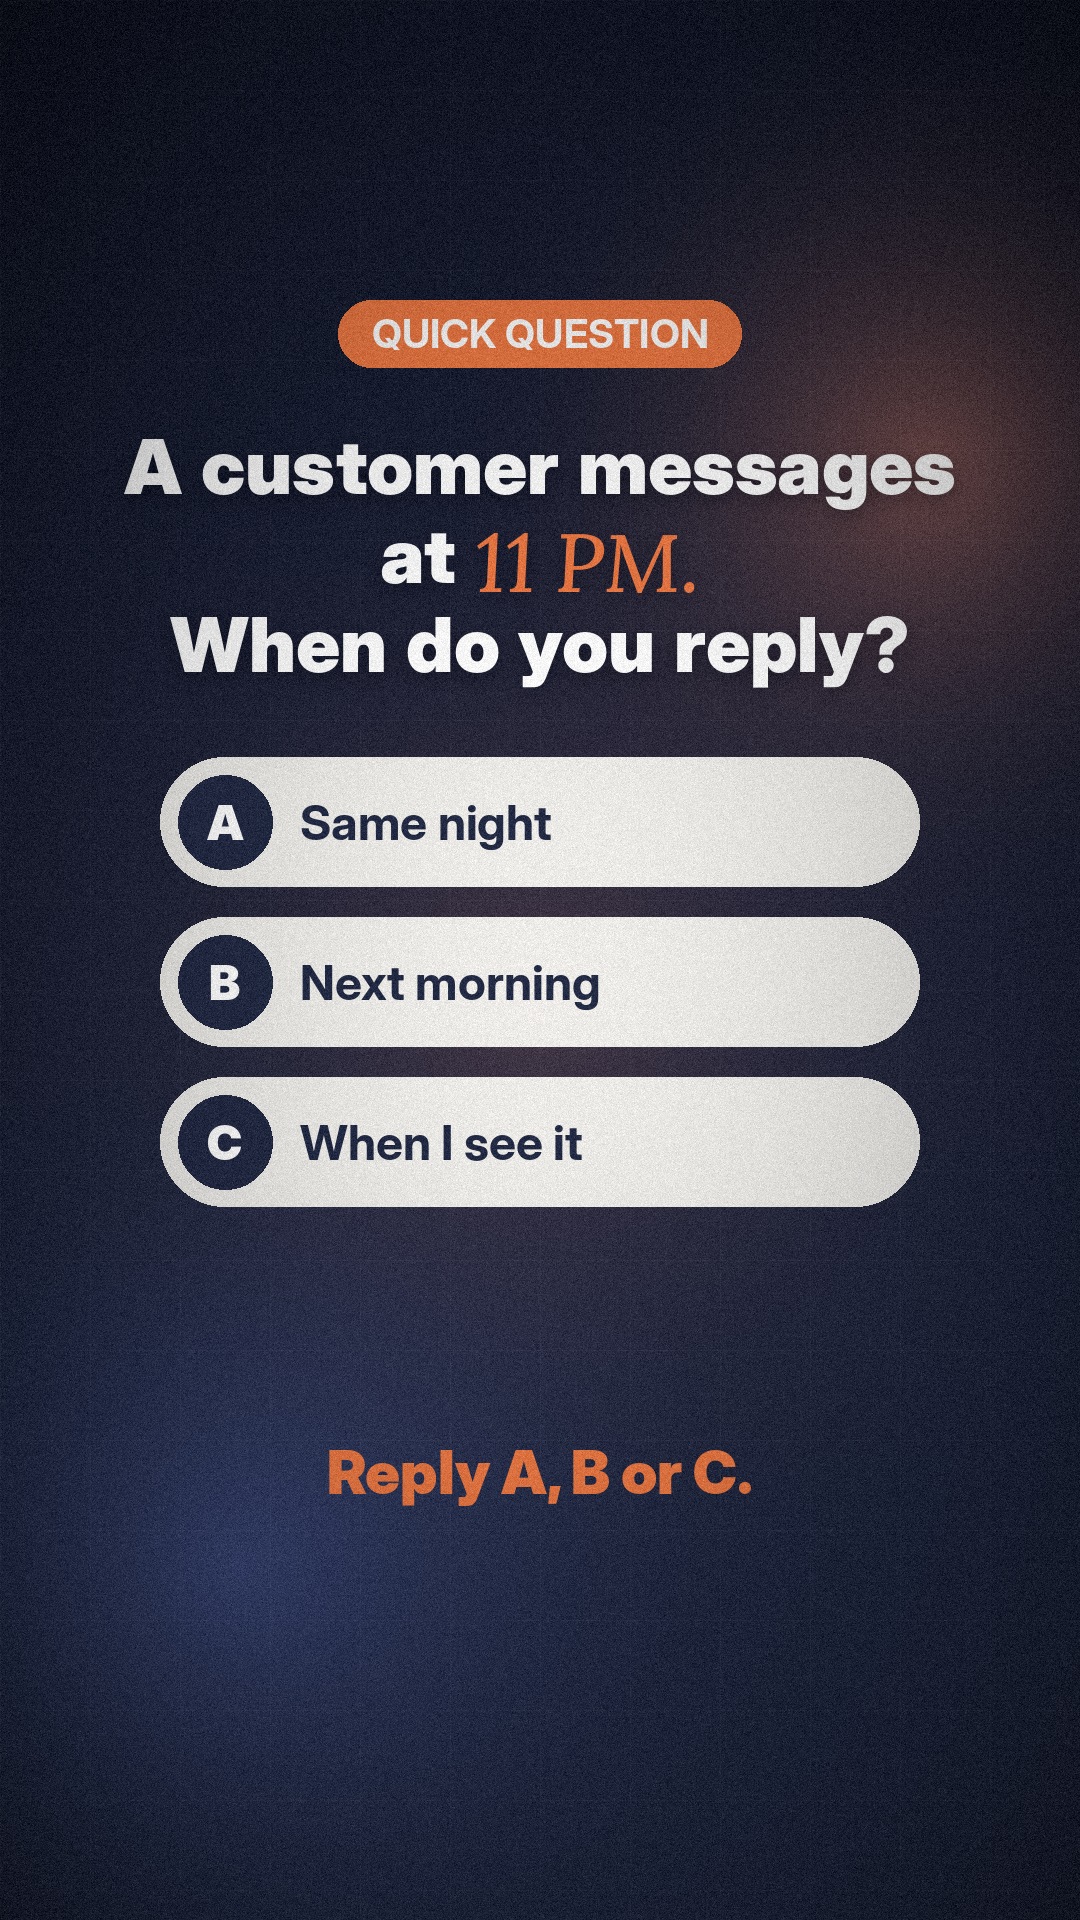 QUICK QUESTION
A customer messages
at 11 PM.
When do you reply?
A Same night
B Next morning
C When I see it
Reply A, B or C.